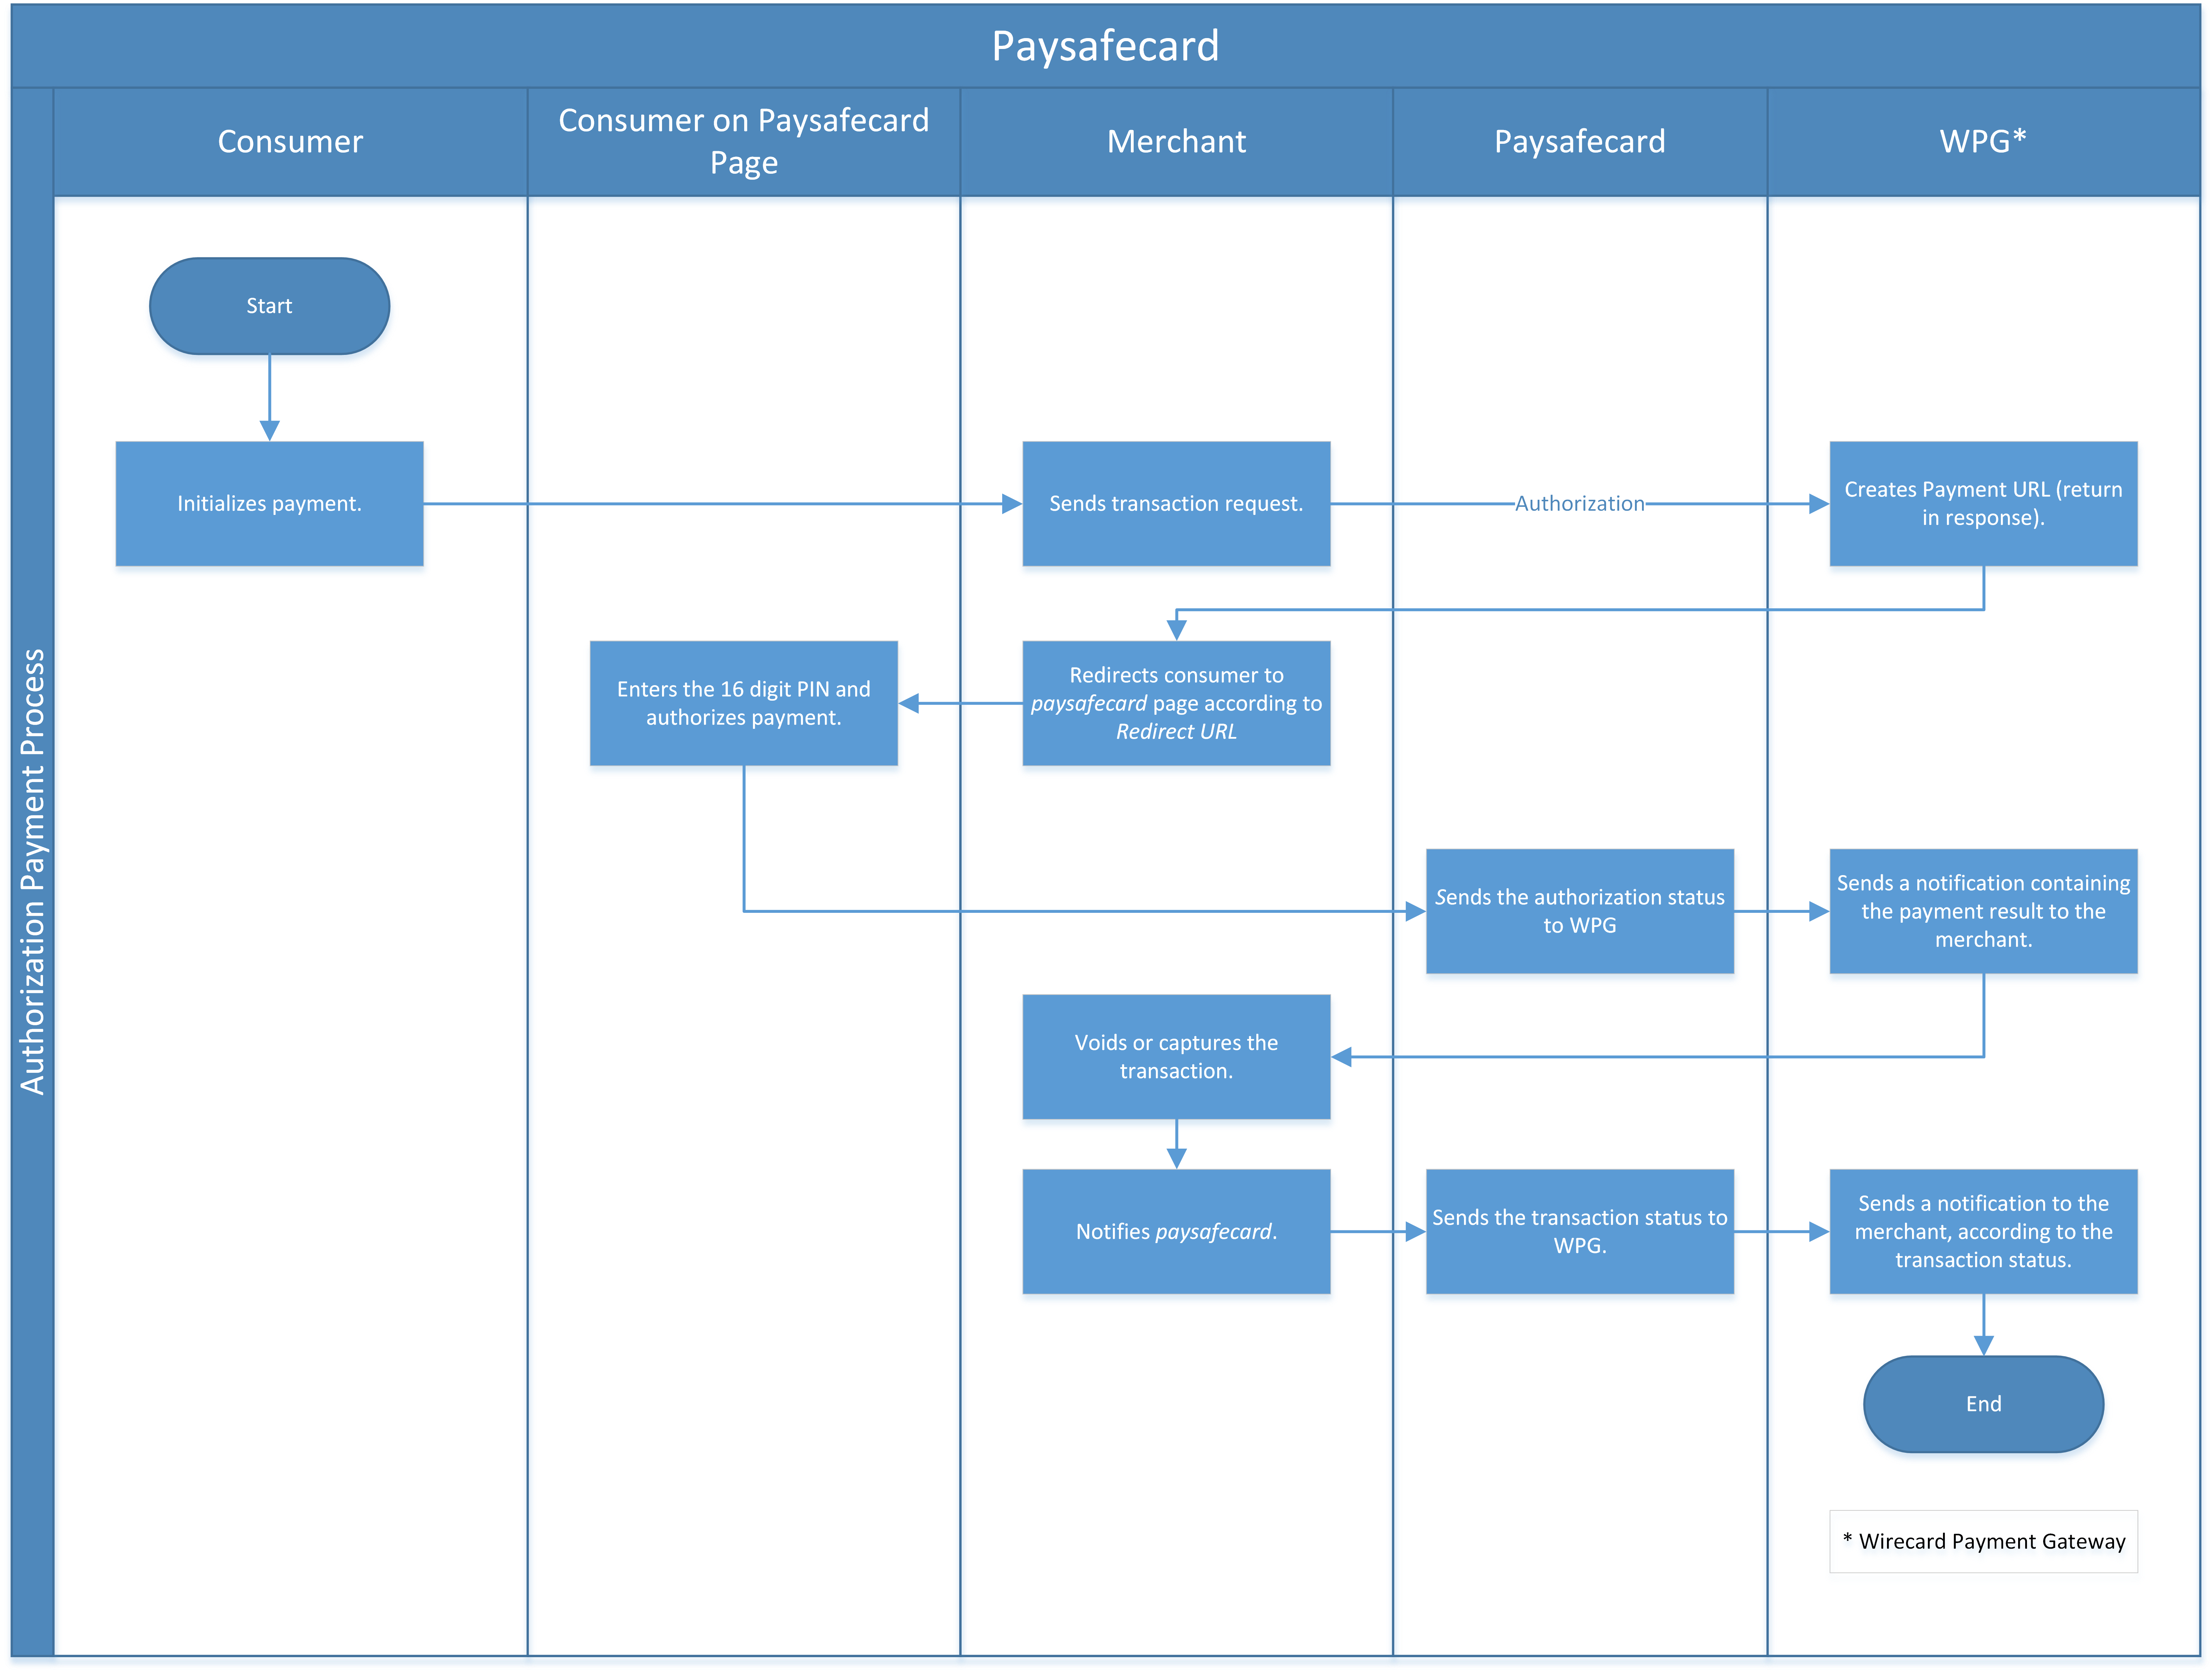 Paysafecard
Authorization Payment Process
Consumer
Consumer on Paysafecard
Page
Merchant
Paysafecard
WPG*
Start
Initializes payment.
Sends transaction request.
Authorization
Creates Payment URL (return
in response).
Redirects consumer to
paysafecard page according to
Redirect URL
Enters the 16 digit PIN and
authorizes payment.
Sends the authorization status
to WPG
Sends a notification containing
the payment result to the
merchant.
Voids or captures the
transaction.
Notifies paysafecard.
Sends the transaction status to
WPG.
Sends a notification to the
merchant, according to the
transaction status.
End
* Wirecard Payment Gateway